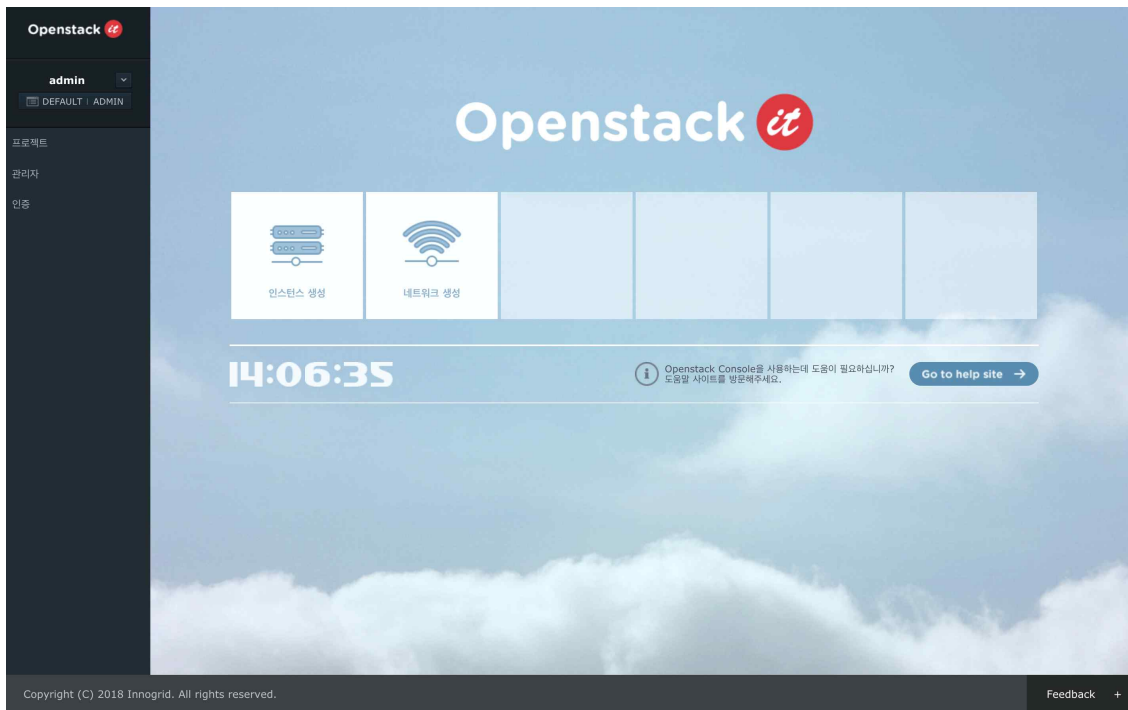 Openstack it
admin
DEFAULT | ADMIN
프로젝트
관리자
인증
Openstack it
인스턴스 생성
네트워크 생성
14:06:35
Openstack Console을 사용하는데 도움이 필요하십니까?
도움말 사이트를 방문해주세요.
Go to help site →
Copyright (C) 2018 Innogrid. All rights reserved.
Feedback +